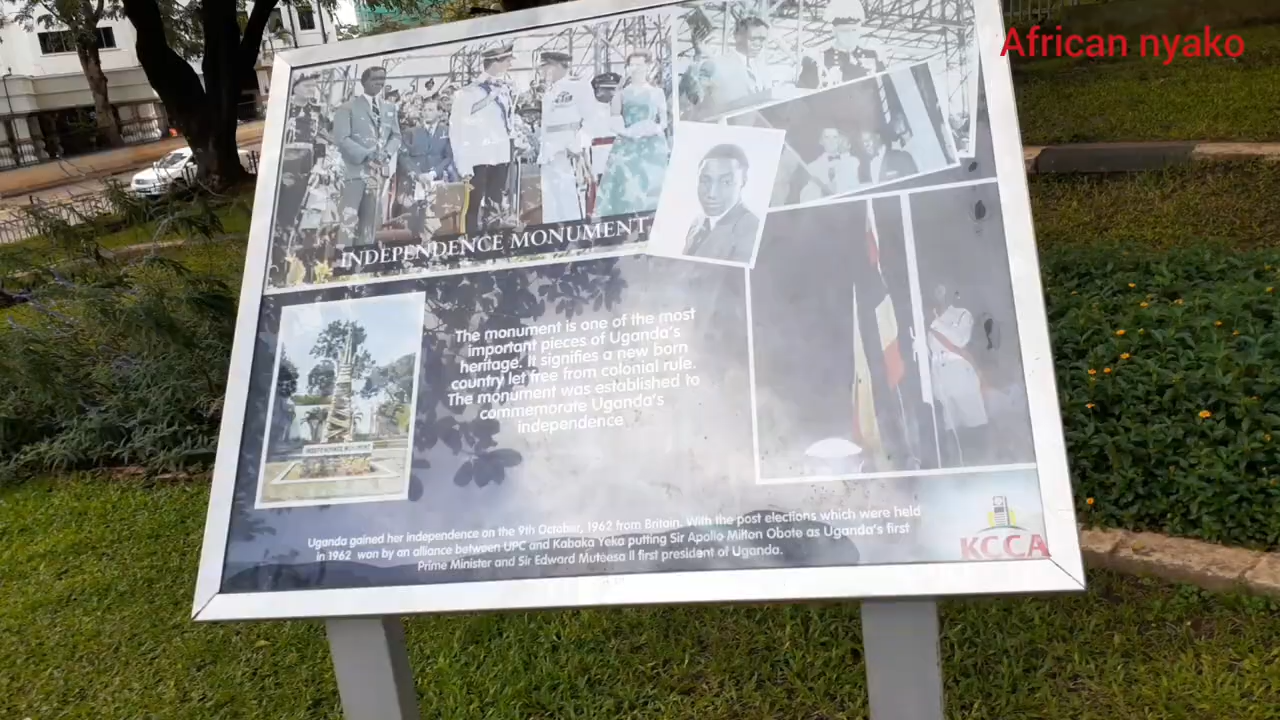 African nyako
INDEPENDENCE MONUMENT
The monument is one of the most
important pieces of Uganda's
heritage. It signifies a new born
country let free from colonial rule.
The monument was established to
commemorate Uganda's
independence
INDEPENDENCE MONUMENT
Uganda gained her independence on the 9th October, 1962 from Britain. With the post elections which were held
in 1962 won by an alliance between UPC and Kabaka Yeka putting Sir Apollo Milton Obote as Uganda's first
Prime Minister and Sir Edward Muteesa II first president of Uganda.
KCCA